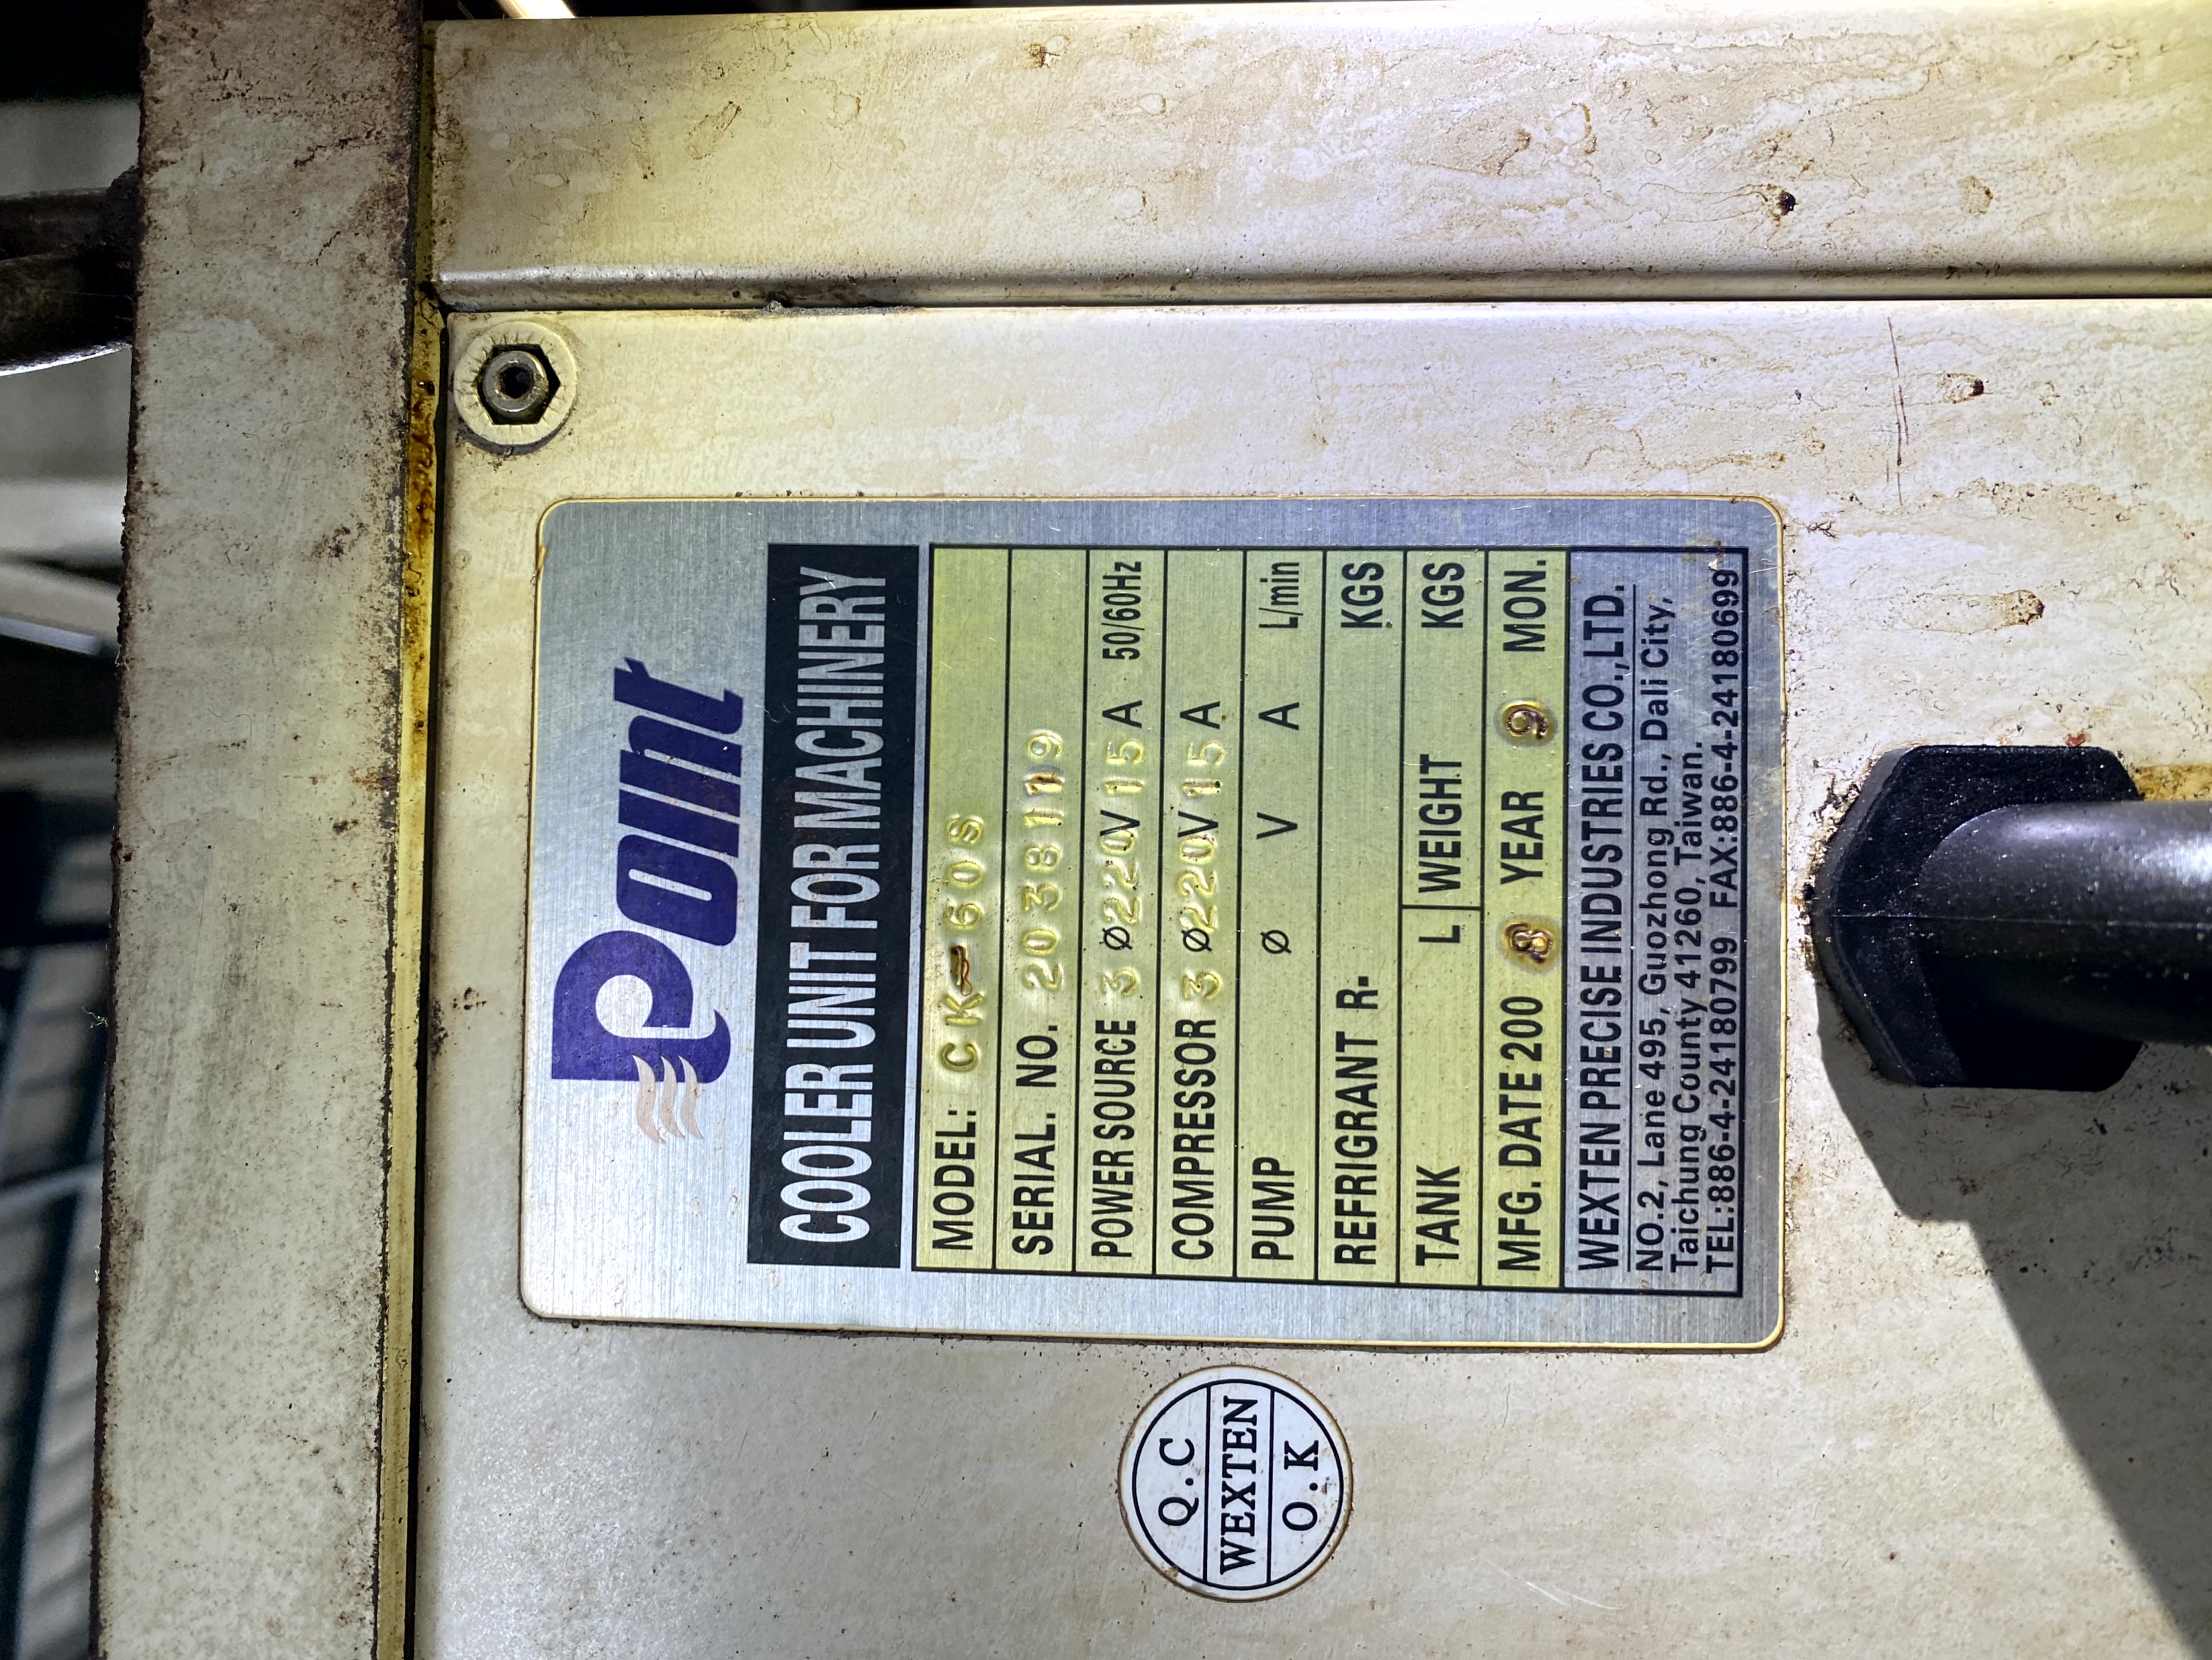 Point
COOLER UNIT FOR MACHINERY
MODEL: CK-60S
SERIAL. NO. 2038119
POWER SOURCE 3 ø 220 V 15 A 50/60Hz
COMPRESSOR 3 ø 220 V 15 A
PUMP ø V A L/min
REFRIGRANT R- KGS
TANK L WEIGHT KGS
MFG. DATE 200 8 YEAR 9 MON.
WEXTEN PRECISE INDUSTRIES CO.,LTD.
NO.2, Lane 495, Guozhong Rd., Dali City,
Taichung County 41260, Taiwan.
TEL:886-4-24180799 FAX:886-4-24180699
Q.C
WEXTEN
O.K